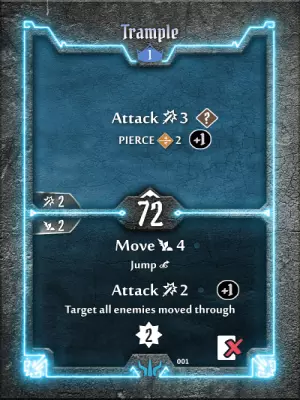 Trample
1
Attack 3 ?
PIERCE 2 +1
2
72
2
Move 4
Jump
Attack 2 +1
Target all enemies moved through
2
001